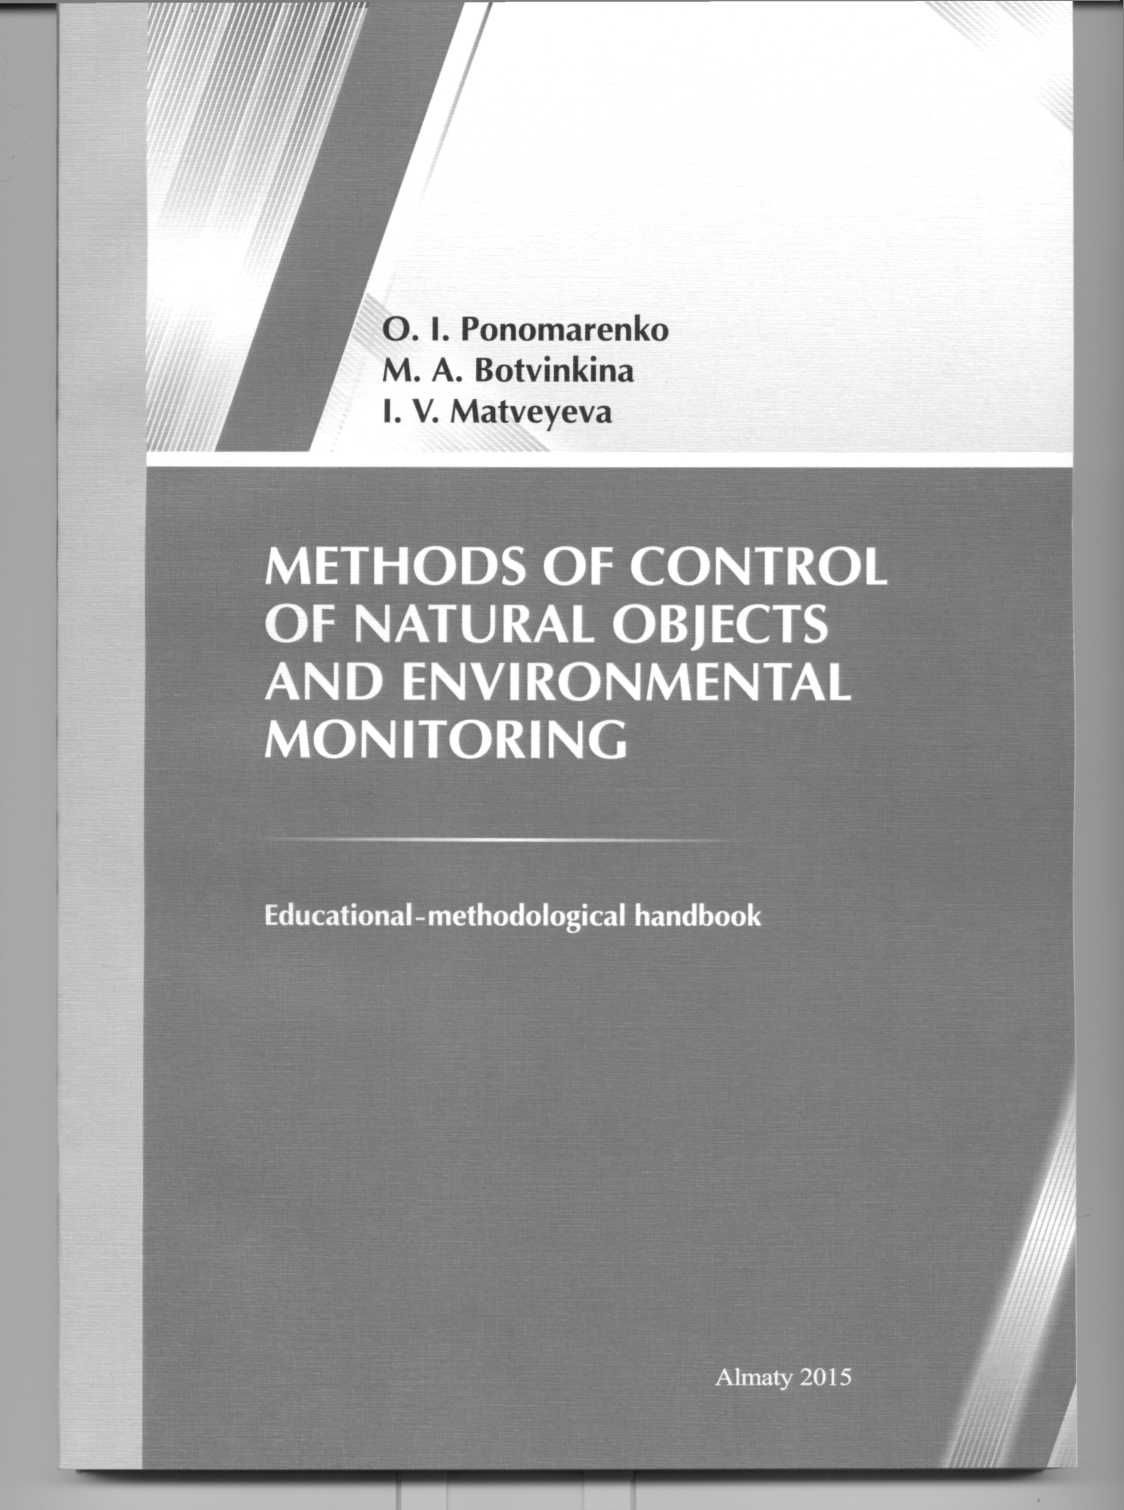 O. I. Ponomarenko
M. A. Botvinkina
I. V. Matveyeva
METHODS OF CONTROL
OF NATURAL OBJECTS
AND ENVIRONMENTAL
MONITORING
Educational-methodological handbook
Almaty 2015